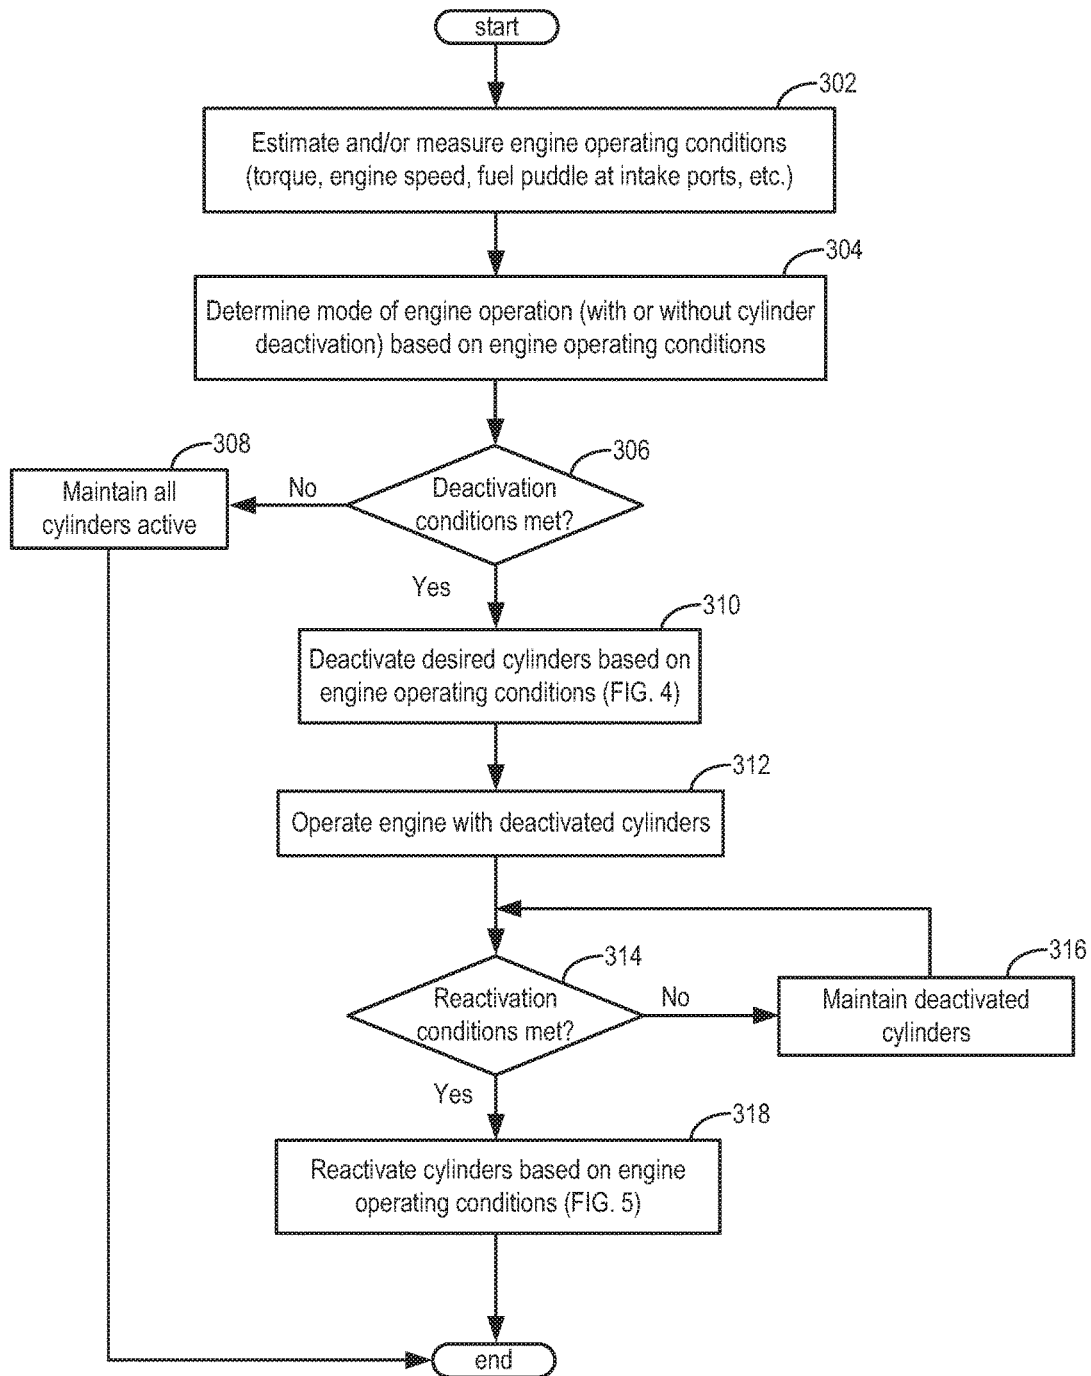 start
302
Estimate and/or measure engine operating conditions
(torque, engine speed, fuel puddle at intake ports, etc.)
304
Determine mode of engine operation (with or without cylinder
deactivation) based on engine operating conditions
306
Deactivation
conditions met?
No
308
Maintain all
cylinders active
Yes
310
Deactivate desired cylinders based on
engine operating conditions (FIG. 4)
312
Operate engine with deactivated cylinders
314
Reactivation
conditions met?
No
316
Maintain deactivated
cylinders
Yes
318
Reactivate cylinders based on engine
operating conditions (FIG. 5)
end